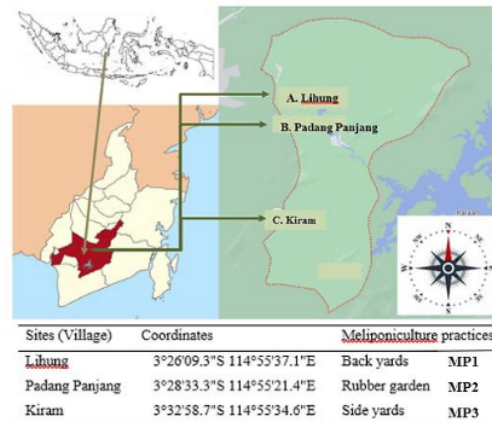 A. Lihung
B. Padang Panjang
C. Kiram
N
E
S
W
Sites (Village) Coordinates Meliponiculture practices
Lihung 3°26'09.3"S 114°55'37.1"E Back yards MP1
Padang Panjang 3°28'33.3"S 114°55'21.4"E Rubber garden MP2
Kiram 3°32'58.7"S 114°55'34.6"E Side yards MP3